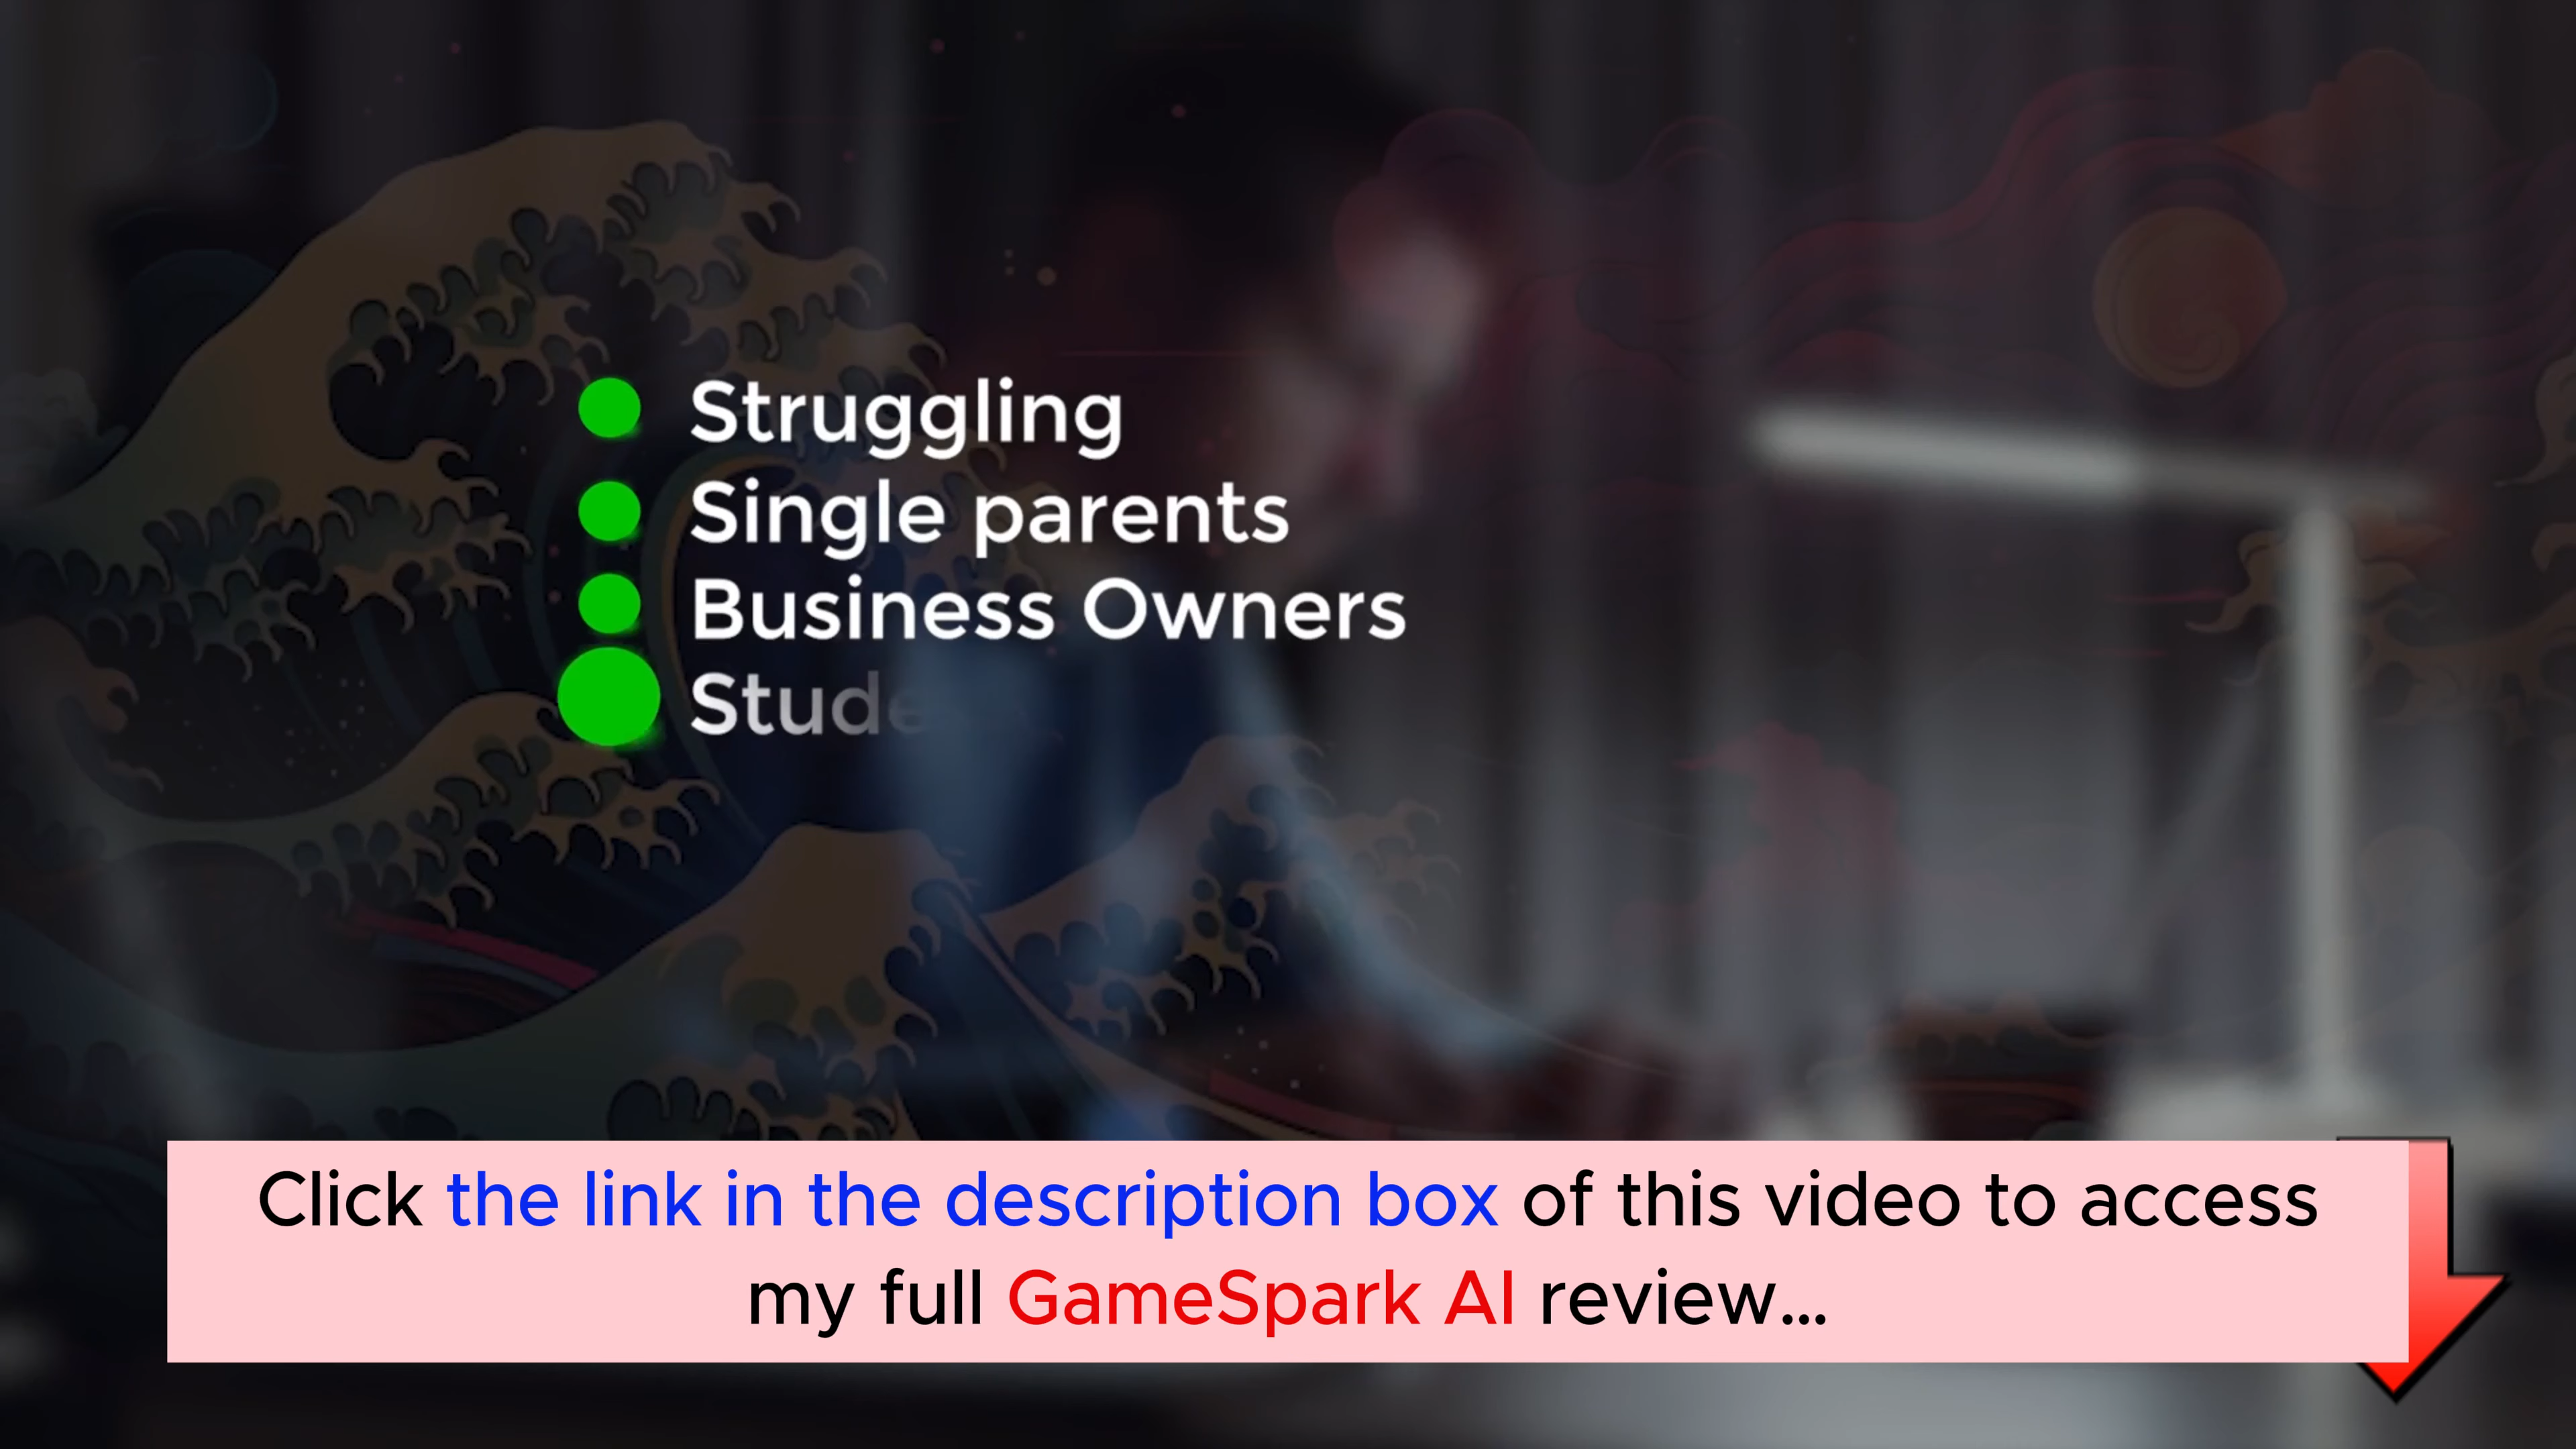 Struggling
Single parents
Business Owners
Stude
Click the link in the description box of this video to access
my full GameSpark AI review...